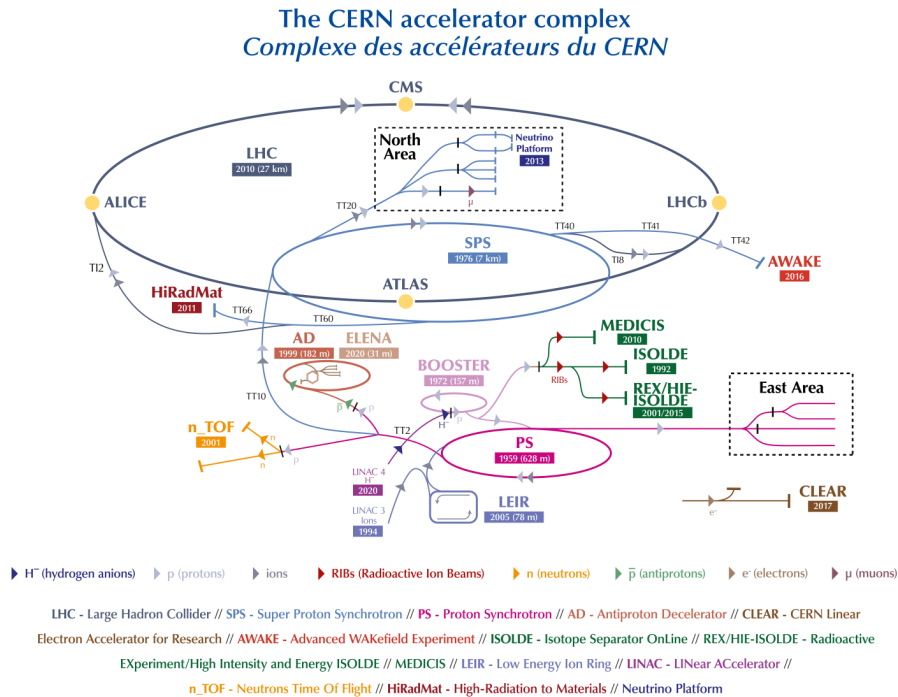 The CERN accelerator complex
Complexe des accélérateurs du CERN
CMS
North
Area
Neutrino
Platform
2013
LHC
2010 (27 km)
µ
ALICE
LHCb
TT20
TT40
TT41
TT42
SPS
1976 (7 km)
TI2
TI8
AWAKE
2016
HiRadMat
2011
ATLAS
TT66
TT60
AD
1999 (182 m)
ELENA
2020 (31 m)
MEDICIS
2010
BOOSTER
1972 (157 m)
ISOLDE
1992
RIBs
REX/HIE-
ISOLDE
2001/2015
East Area
TT10
p̅
p
H⁻
p
n_TOF
2001
n
n
p
TT2
PS
1959 (628 m)
LINAC 4
H⁻
2020
LINAC 3
Ions
1994
LEIR
2005 (78 m)
CLEAR
2017
e⁻
H⁻ (hydrogen anions)
p (protons)
ions
RIBs (Radioactive Ion Beams)
n (neutrons)
p̅ (antiprotons)
e⁻ (electrons)
µ (muons)
LHC - Large Hadron Collider // SPS - Super Proton Synchrotron // PS - Proton Synchrotron // AD - Antiproton Decelerator // CLEAR - CERN Linear
Electron Accelerator for Research // AWAKE - Advanced WAKefield Experiment // ISOLDE - Isotope Separator OnLine // REX/HIE-ISOLDE - Radioactive
EXperiment/High Intensity and Energy ISOLDE // MEDICIS // LEIR - Low Energy Ion Ring // LINAC - LINear ACcelerator //
n_TOF - Neutrons Time Of Flight // HiRadMat - High-Radiation to Materials // Neutrino Platform